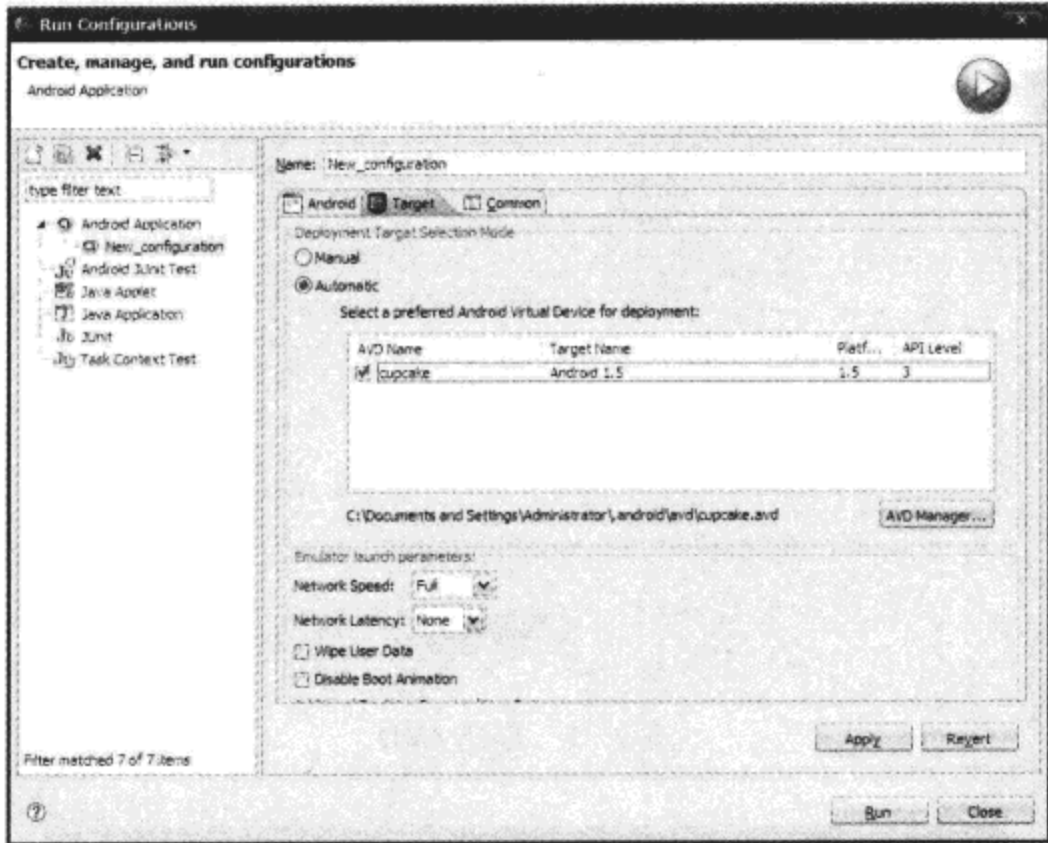 Run Configurations
Create, manage, and run configurations
Android Application
type filter text
Android Application
New_configuration
Android JUnit Test
Java Applet
Java Application
JUnit
Task Context Test
Filter matched 7 of 7 items
Name: New_configuration
Android Target Common
Deployment Target Selection Mode
Manual
Automatic
Select a preferred Android Virtual Device for deployment:
AVD Name Target Name Platf... API Level
cupcake Android 1.5 1.5 3
C:\Documents and Settings\Administrator\.android\avd\cupcake.avd AVD Manager...
Emulator launch parameters:
Network Speed: Full
Network Latency: None
Wipe User Data
Disable Boot Animation
Apply Revert
Run Close